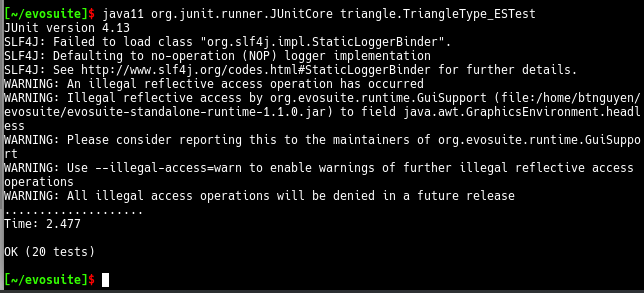 [~/evosuite]$ java11 org.junit.runner.JUnitCore triangle.TriangleType_ESTest
JUnit version 4.13
SLF4J: Failed to load class "org.slf4j.impl.StaticLoggerBinder".
SLF4J: Defaulting to no-operation (NOP) logger implementation
SLF4J: See http://www.slf4j.org/codes.html#StaticLoggerBinder for further details.
WARNING: An illegal reflective access operation has occurred
WARNING: Illegal reflective access by org.evosuite.runtime.GuiSupport (file:/home/btnguyen/
evosuite/evosuite-standalone-runtime-1.1.0.jar) to field java.awt.GraphicsEnvironment.headl
ess
WARNING: Please consider reporting this to the maintainers of org.evosuite.runtime.GuiSuppo
rt
WARNING: Use --illegal-access=warn to enable warnings of further illegal reflective access
operations
WARNING: All illegal access operations will be denied in a future release
....................
Time: 2.477
OK (20 tests)
[~/evosuite]$